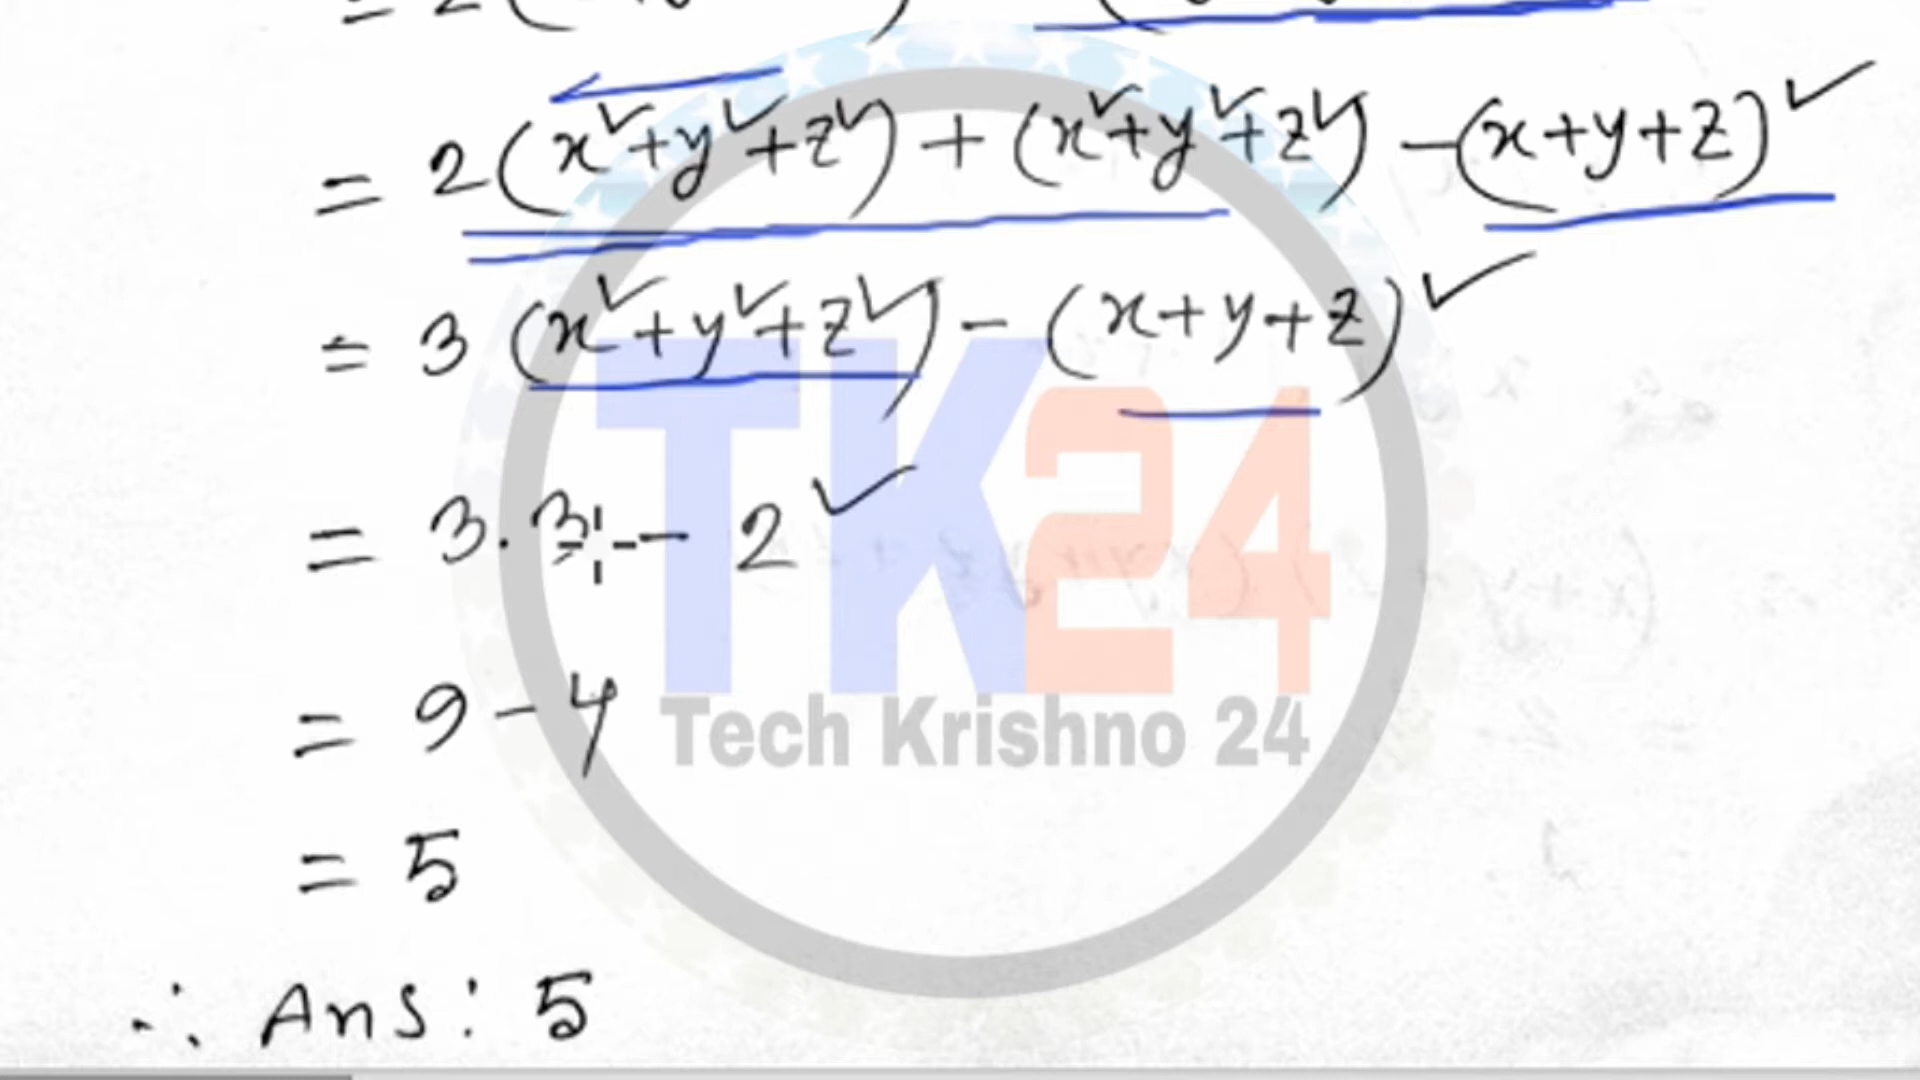 = 2(x²+y²+z²) + (x²+y²+z²) - (x+y+z)²
= 3 (x²+y²+z²) - (x+y+z)²
= 3.3 - 2²
= 9-4
= 5
∴ Ans: 5
TK24
Tech Krishno 24